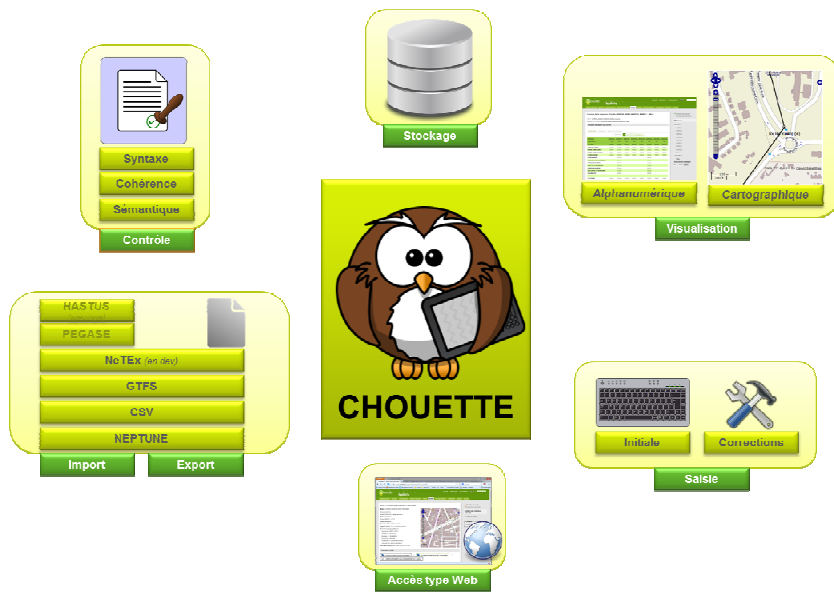 Stockage
Syntaxe
Cohérence
Sémantique
Contrôle
Alphanumérique
Cartographique
Visualisation
HASTUS
PEGASE
NeTEx (en dev)
GTFS
CSV
NEPTUNE
Import
Export
CHOUETTE
Initiale
Corrections
Saisie
Accès type Web